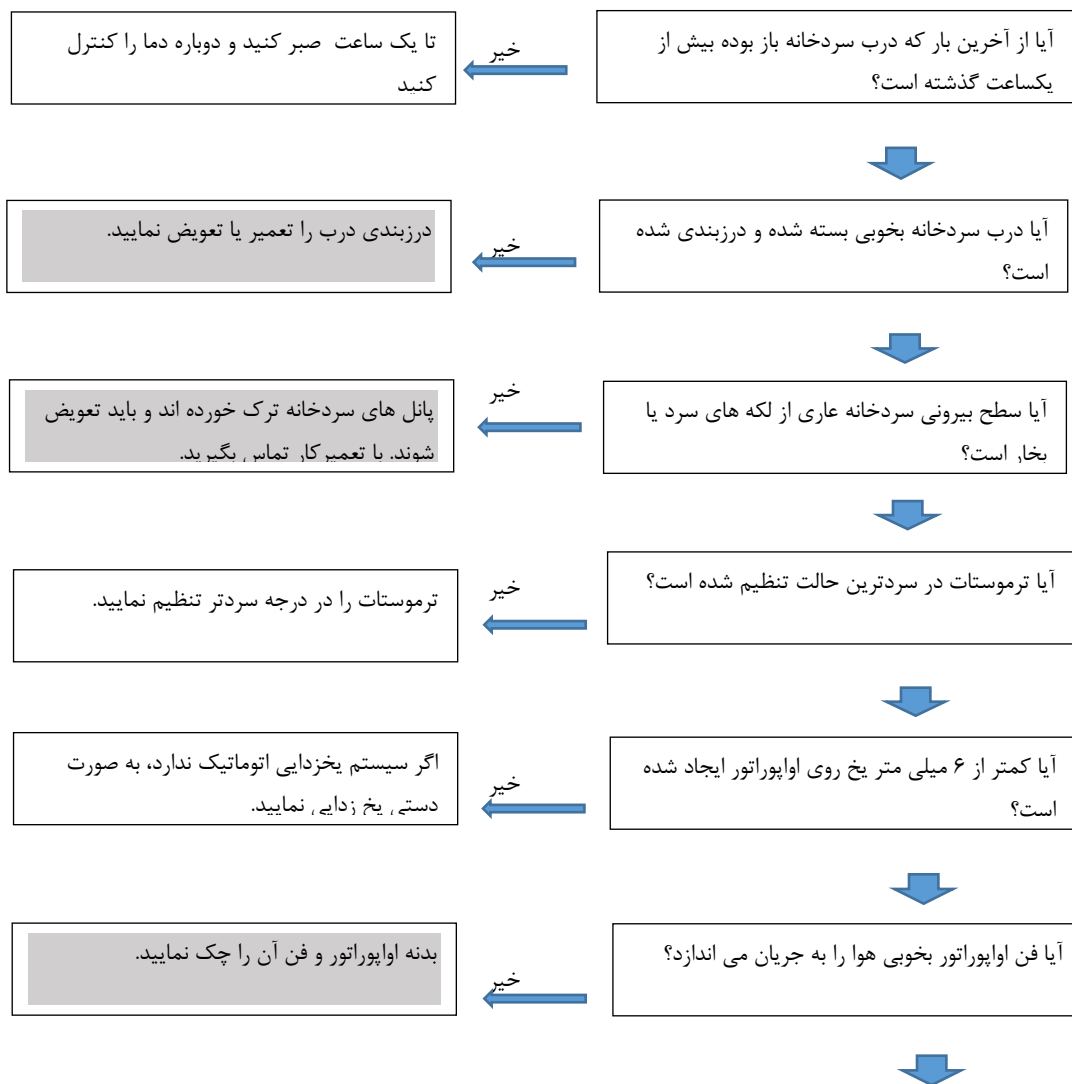 آیا از آخرین بار که درب سردخانه باز بوده بیش از
یکساعت گذشته است؟
خیر
تا یک ساعت صبر کنید و دوباره دما را کنترل
کنید
آیا درب سردخانه بخوبی بسته شده و درزبندی شده
است؟
خیر
درزبندی درب را تعمیر یا تعویض نمایید.
آیا سطح بیرونی سردخانه عاری از لکه های سرد یا
بخار است؟
خیر
پانل های سردخانه ترک خورده اند و باید تعویض
شوند. با تعمیرکار تماس بگیرید.
آیا ترموستات در سردترین حالت تنظیم شده است؟
خیر
ترموستات را در درجه سردتر تنظیم نمایید.
آیا کمتر از ۶ میلی متر یخ روی اواپوراتور ایجاد شده
است؟
خیر
اگر سیستم یخزدایی اتوماتیک ندارد، به صورت
دستی یخ زدایی نمایید.
آیا فن اواپوراتور بخوبی هوا را به جریان می اندازد؟
خیر
بدنه اواپوراتور و فن آن را چک نمایید.